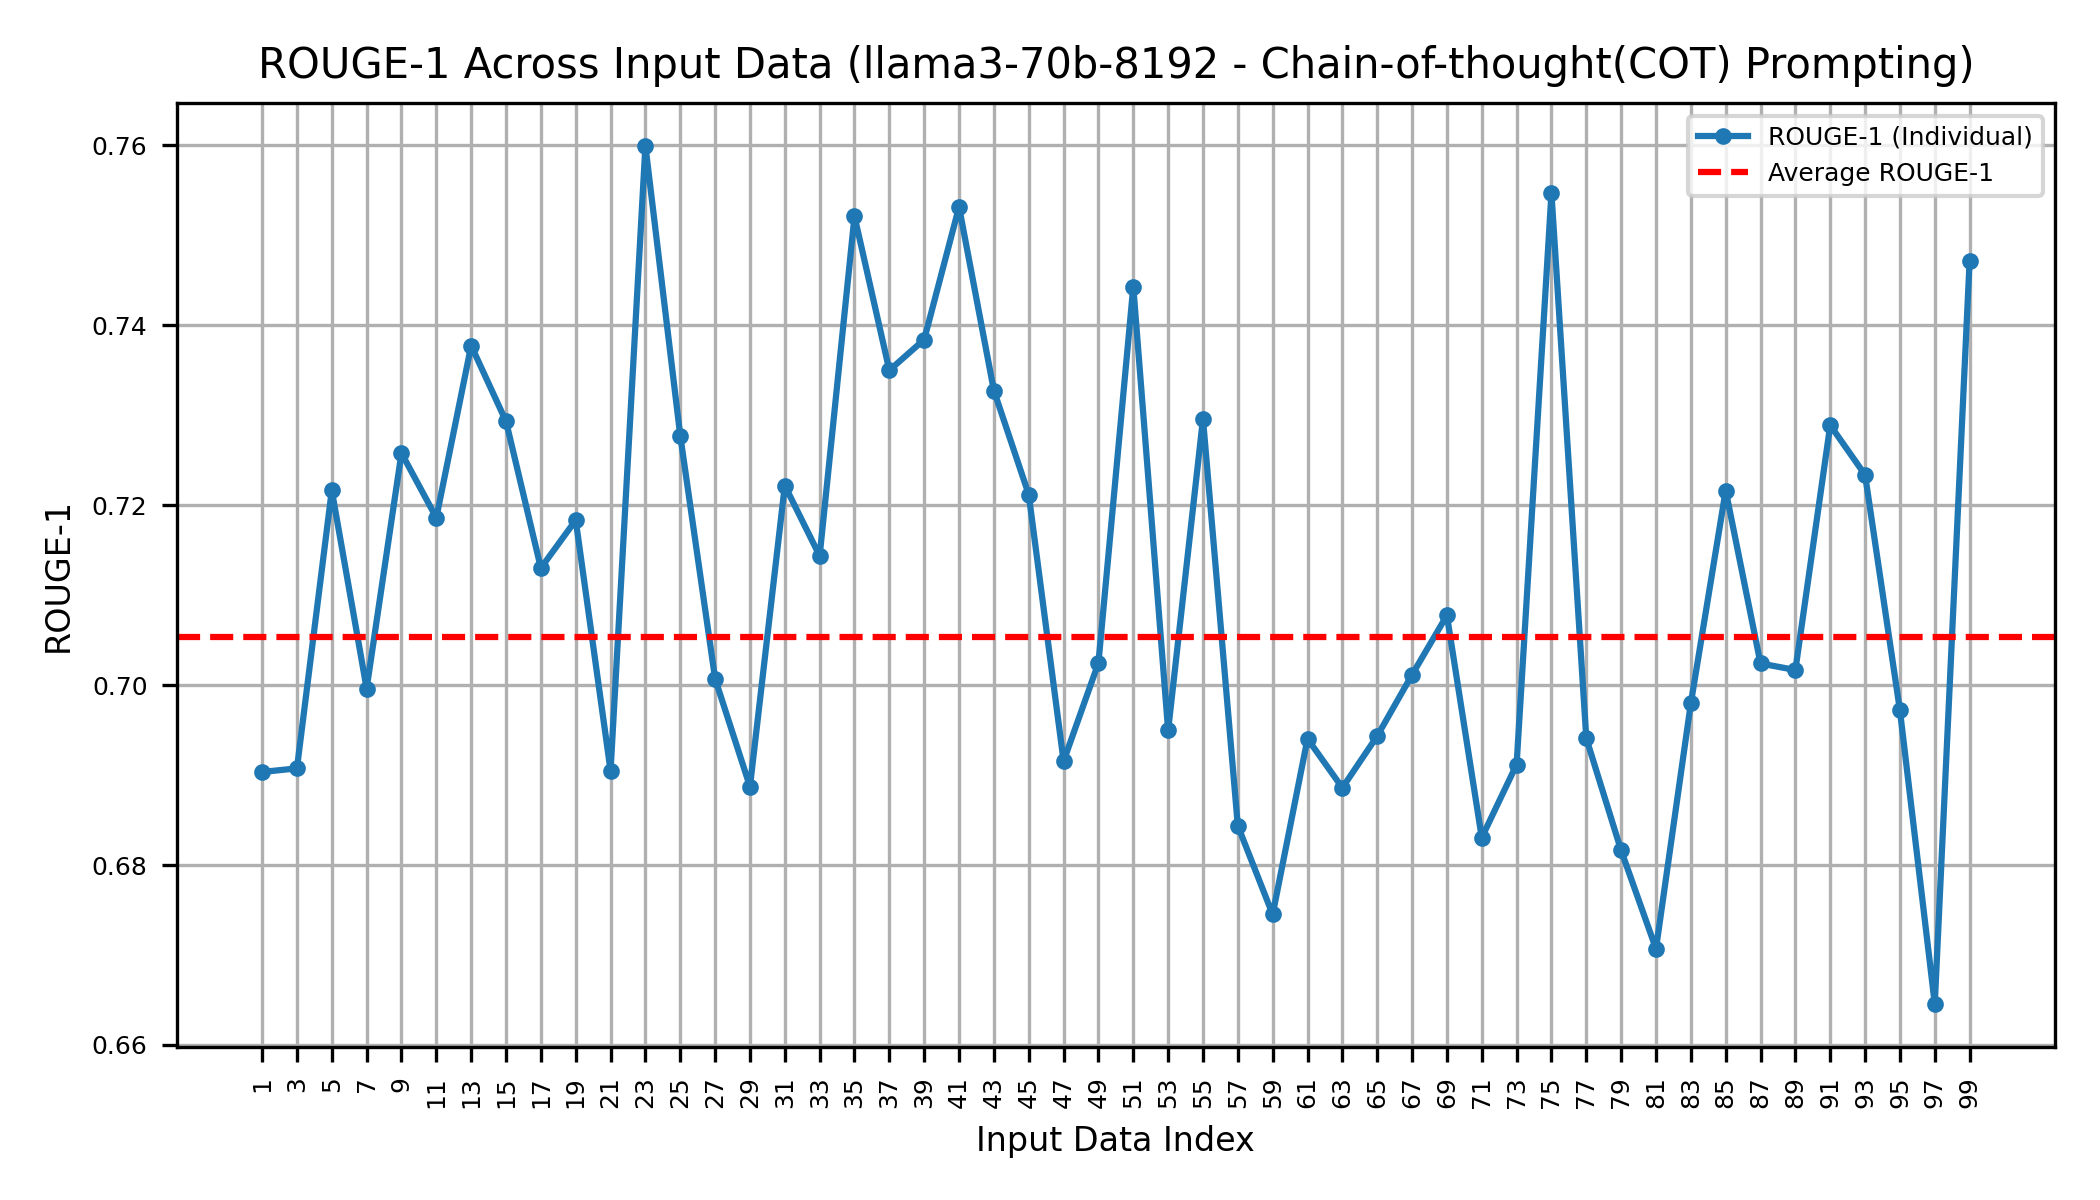 ROUGE-1 Across Input Data (llama3-70b-8192 - Chain-of-thought(COT) Prompting)
ROUGE-1 (Individual)
Average ROUGE-1
ROUGE-1
0.76
0.74
0.72
0.70
0.68
0.66
1 3 5 7 9 11 13 15 17 19 21 23 25 27 29 31 33 35 37 39 41 43 45 47 49 51 53 55 57 59 61 63 65 67 69 71 73 75 77 79 81 83 85 87 89 91 93 95 97 99
Input Data Index